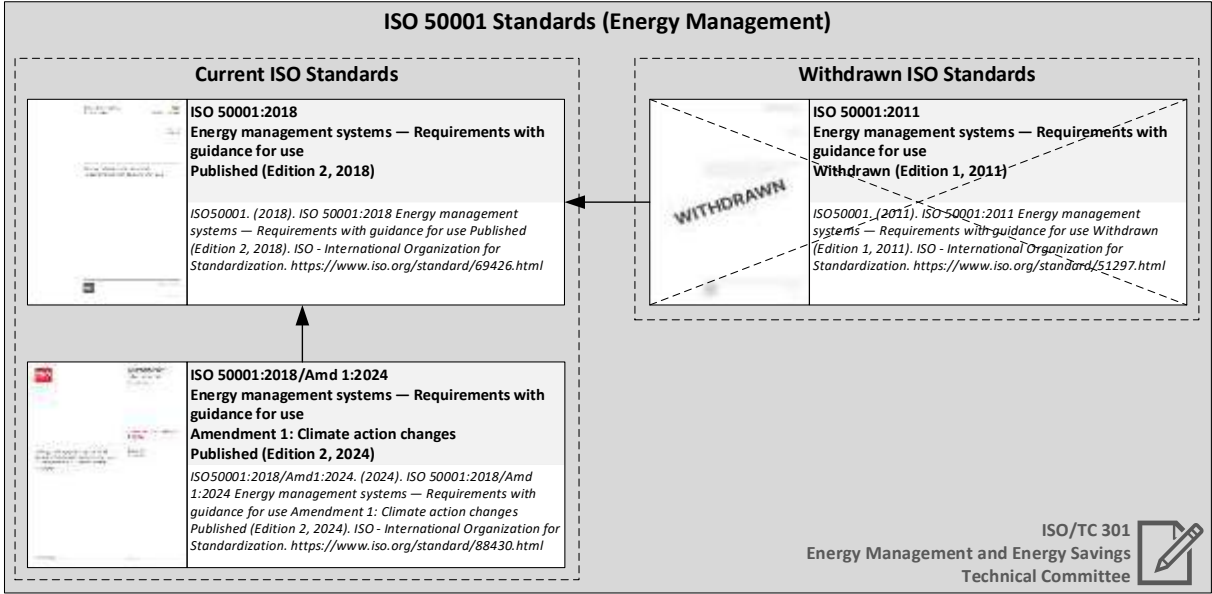 ISO 50001 Standards (Energy Management)
Current ISO Standards
ISO 50001:2018
Energy management systems — Requirements with
guidance for use
Published (Edition 2, 2018)
ISO50001. (2018). ISO 50001:2018 Energy management
systems — Requirements with guidance for use Published
(Edition 2, 2018). ISO - International Organization for
Standardization. https://www.iso.org/standard/69426.html
ISO 50001:2018/Amd 1:2024
Energy management systems — Requirements with
guidance for use
Amendment 1: Climate action changes
Published (Edition 2, 2024)
ISO50001:2018/Amd1:2024. (2024). ISO 50001:2018/Amd
1:2024 Energy management systems — Requirements with
guidance for use Amendment 1: Climate action changes
Published (Edition 2, 2024). ISO - International Organization for
Standardization. https://www.iso.org/standard/88430.html
Withdrawn ISO Standards
WITHDRAWN
ISO 50001:2011
Energy management systems — Requirements with
guidance for use
Withdrawn (Edition 1, 2011)
ISO50001. (2011). ISO 50001:2011 Energy management
systems — Requirements with guidance for use Withdrawn
(Edition 1, 2011). ISO - International Organization for
Standardization. https://www.iso.org/standard/51297.html
ISO/TC 301
Energy Management and Energy Savings
Technical Committee